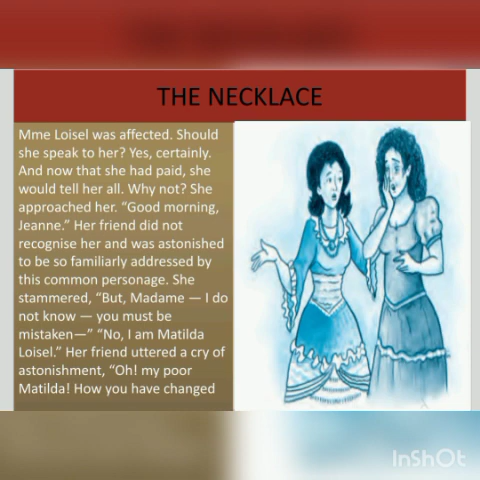 THE NECKLACE
Mme Loisel was affected. Should
she speak to her? Yes, certainly.
And now that she had paid, she
would tell her all. Why not? She
approached her. “Good morning,
Jeanne.” Her friend did not
recognise her and was astonished
to be so familiarly addressed by
this common personage. She
stammered, “But, Madame — I do
not know — you must be
mistaken—” “No, I am Matilda
Loisel.” Her friend uttered a cry of
astonishment, “Oh! my poor
Matilda! How you have changed
InShOt